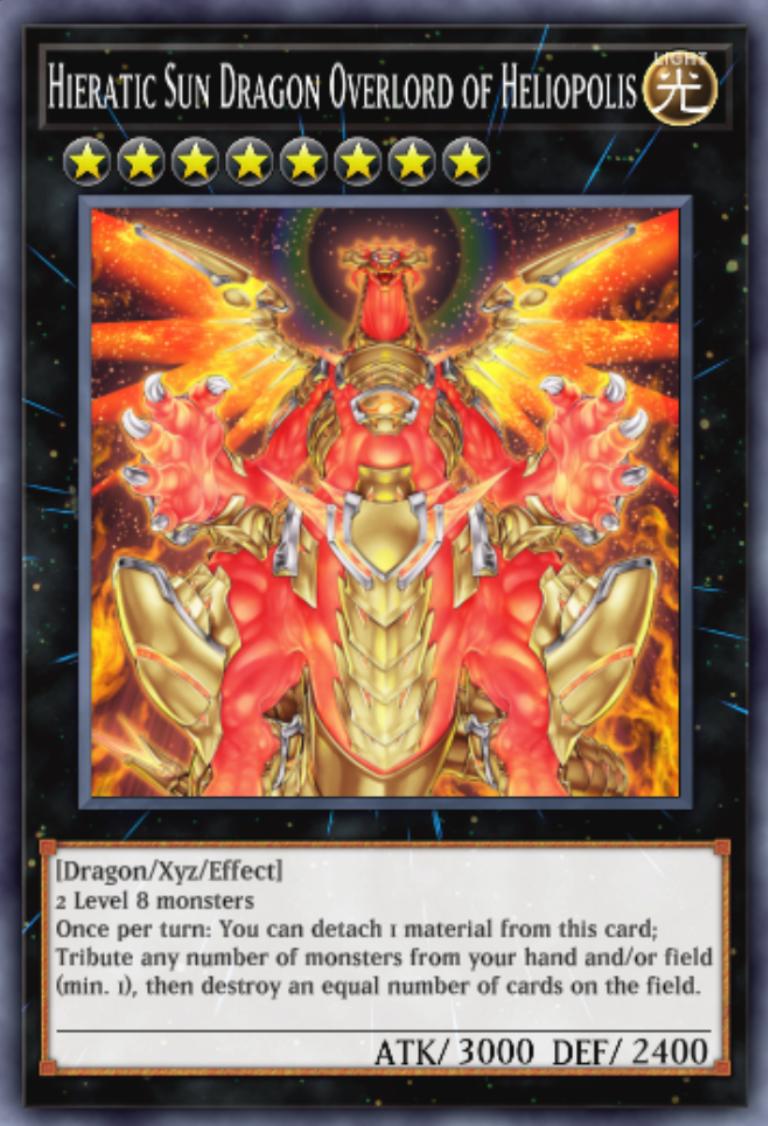 Hieratic Sun Dragon Overlord of Heliopolis
LIGHT
光
[Dragon/Xyz/Effect]
2 Level 8 monsters
Once per turn: You can detach 1 material from this card;
Tribute any number of monsters from your hand and/or field
(min. 1), then destroy an equal number of cards on the field.
ATK/ 3000 DEF/ 2400